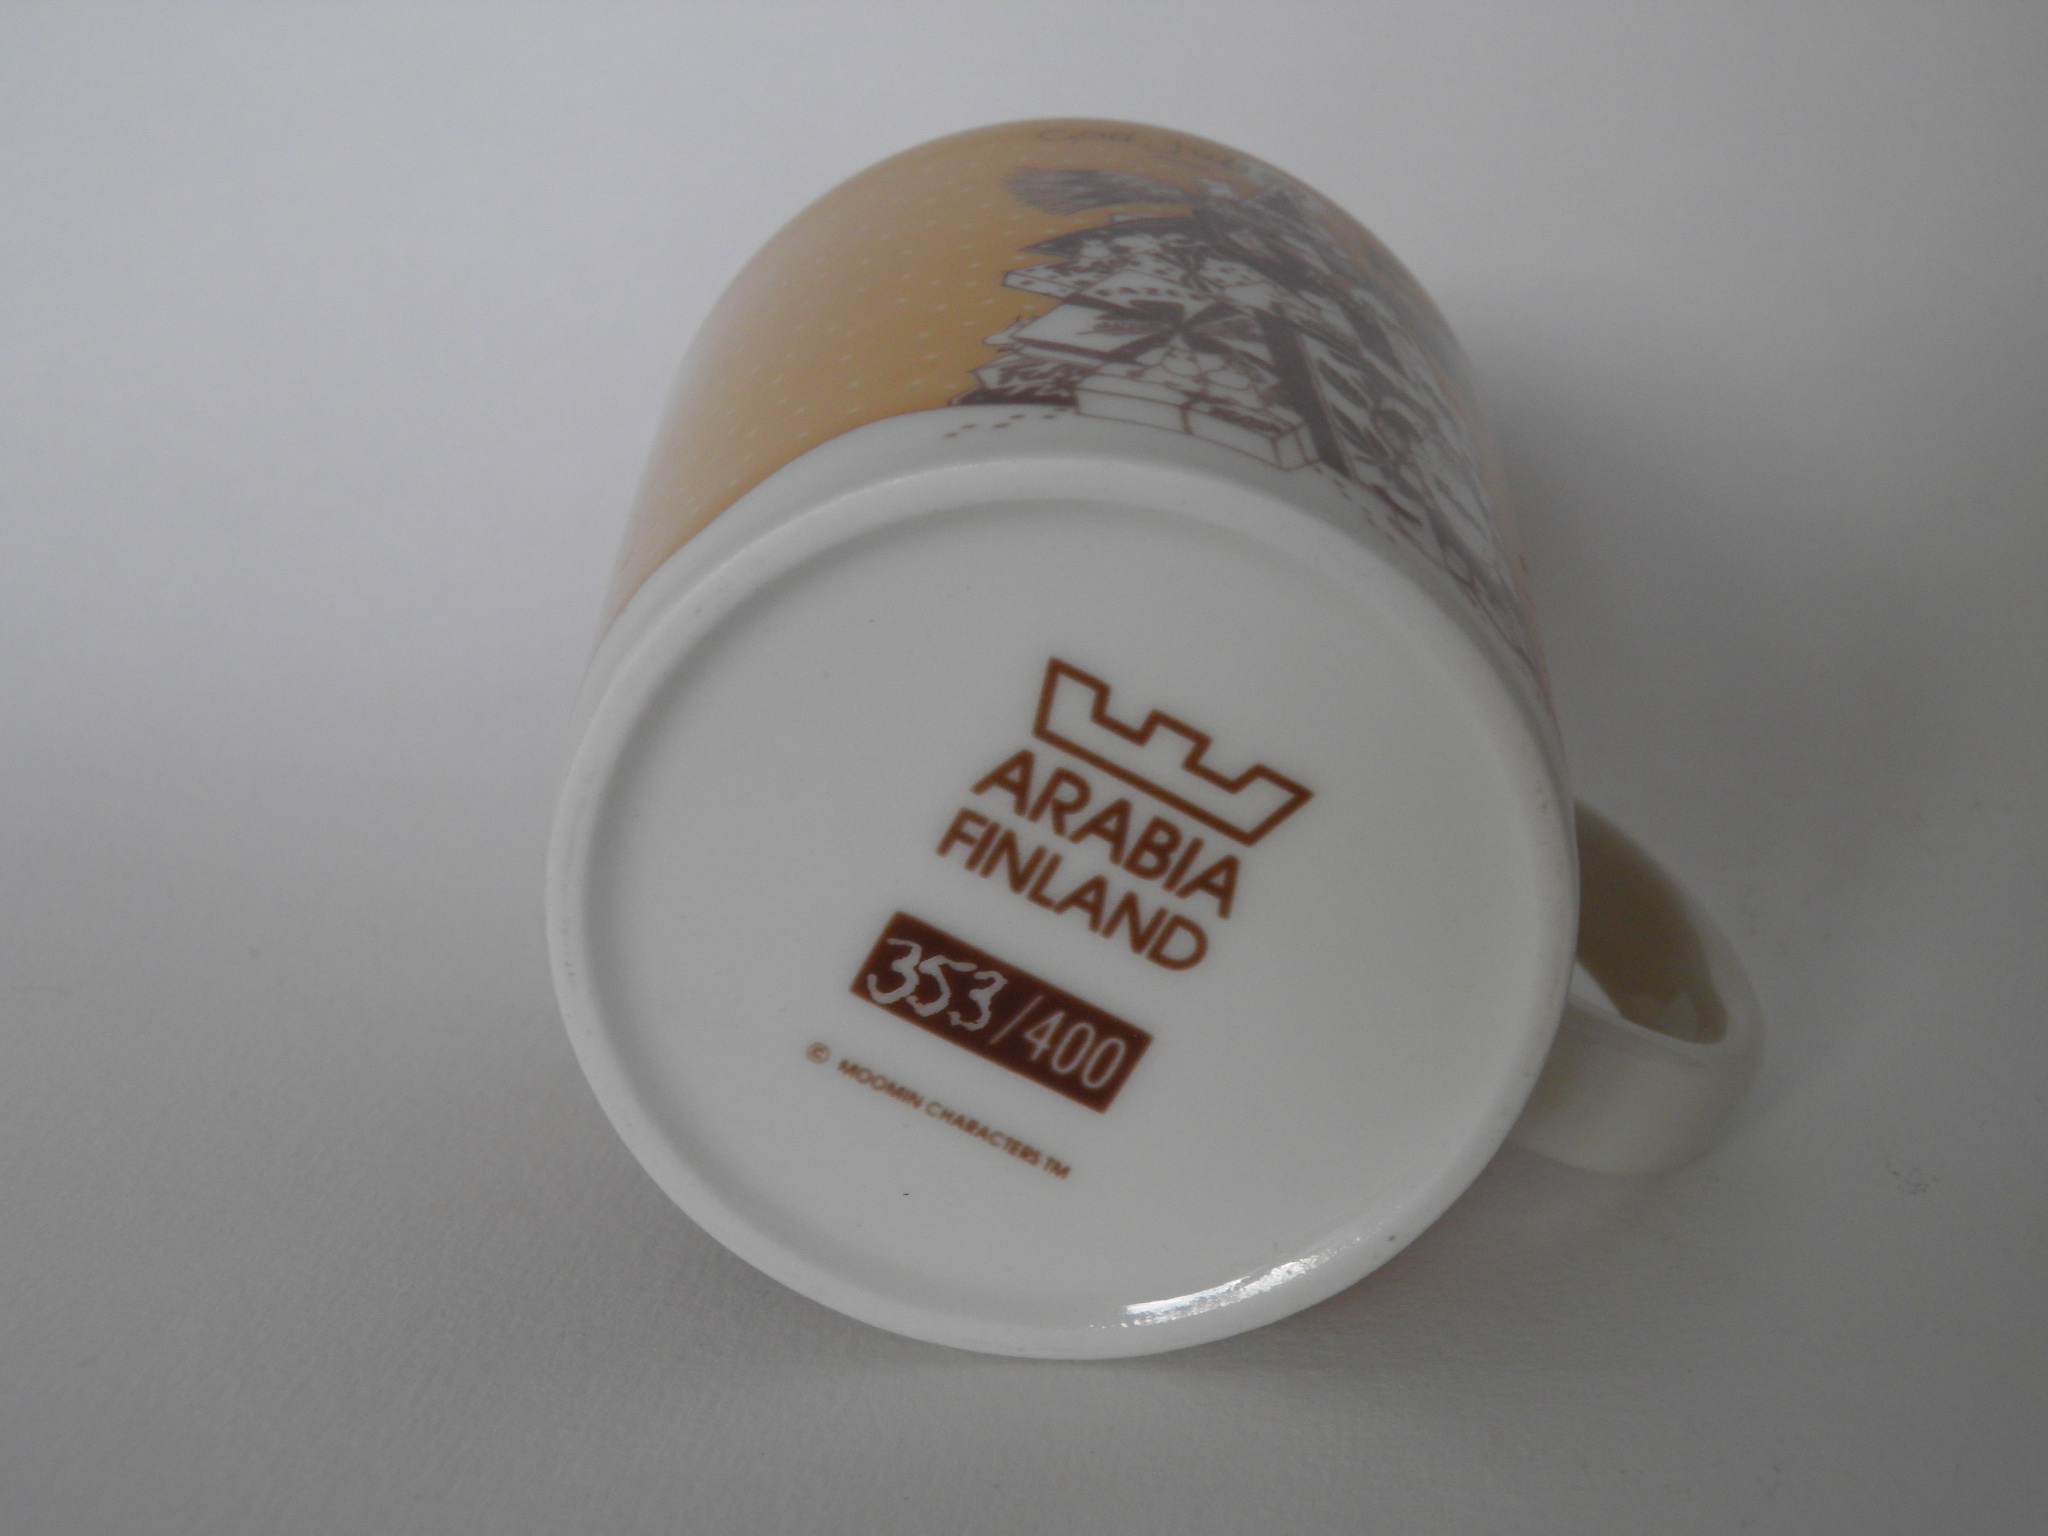 ARABIA
FINLAND
353/400
© MOOMIN CHARACTERS TM